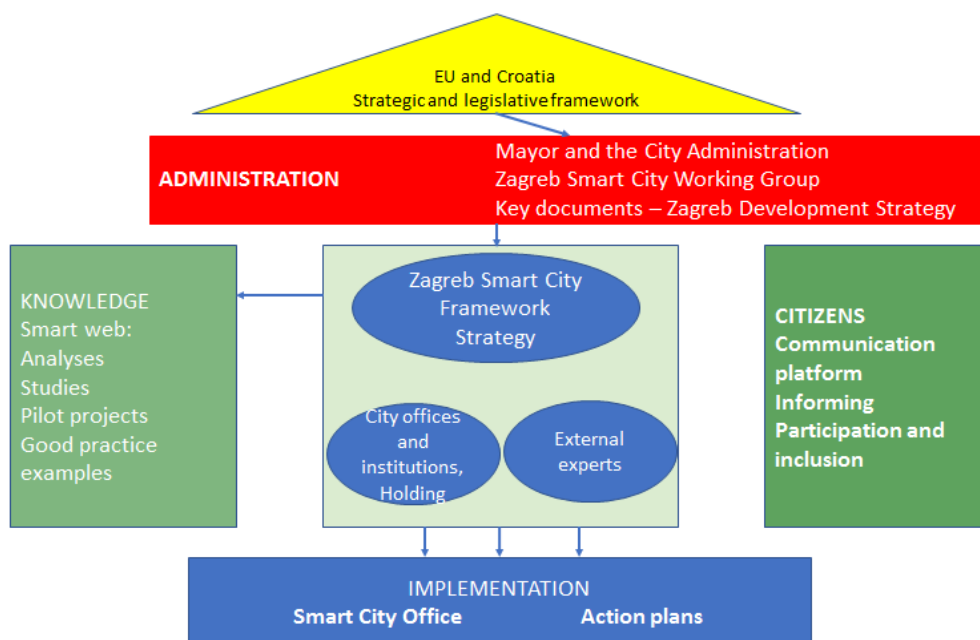 EU and Croatia
Strategic and legislative framework
ADMINISTRATION
Mayor and the City Administration
Zagreb Smart City Working Group
Key documents – Zagreb Development Strategy
KNOWLEDGE
Smart web:
Analyses
Studies
Pilot projects
Good practice
examples
Zagreb Smart City
Framework
Strategy
City offices
and
institutions,
Holding
External
experts
CITIZENS
Communication
platform
Informing
Participation and
inclusion
IMPLEMENTATION
Smart City Office Action plans